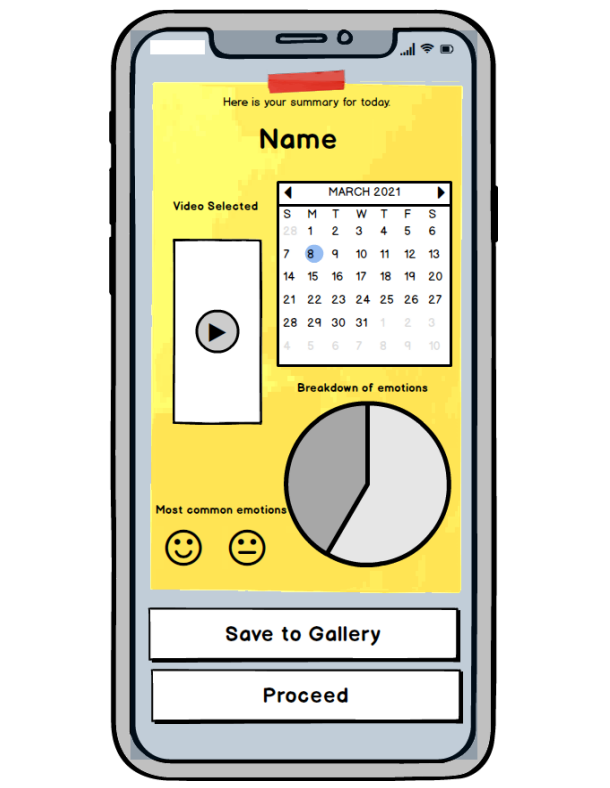 Here is your summary for today.
Name
Video Selected
MARCH 2021
S M T W T F S
28 1 2 3 4 5 6
7 8 9 10 11 12 13
14 15 16 17 18 19 20
21 22 23 24 25 26 27
28 29 30 31 1 2 3
4 5 6 7 8 9 10
Breakdown of emotions
Most common emotions
Save to Gallery
Proceed